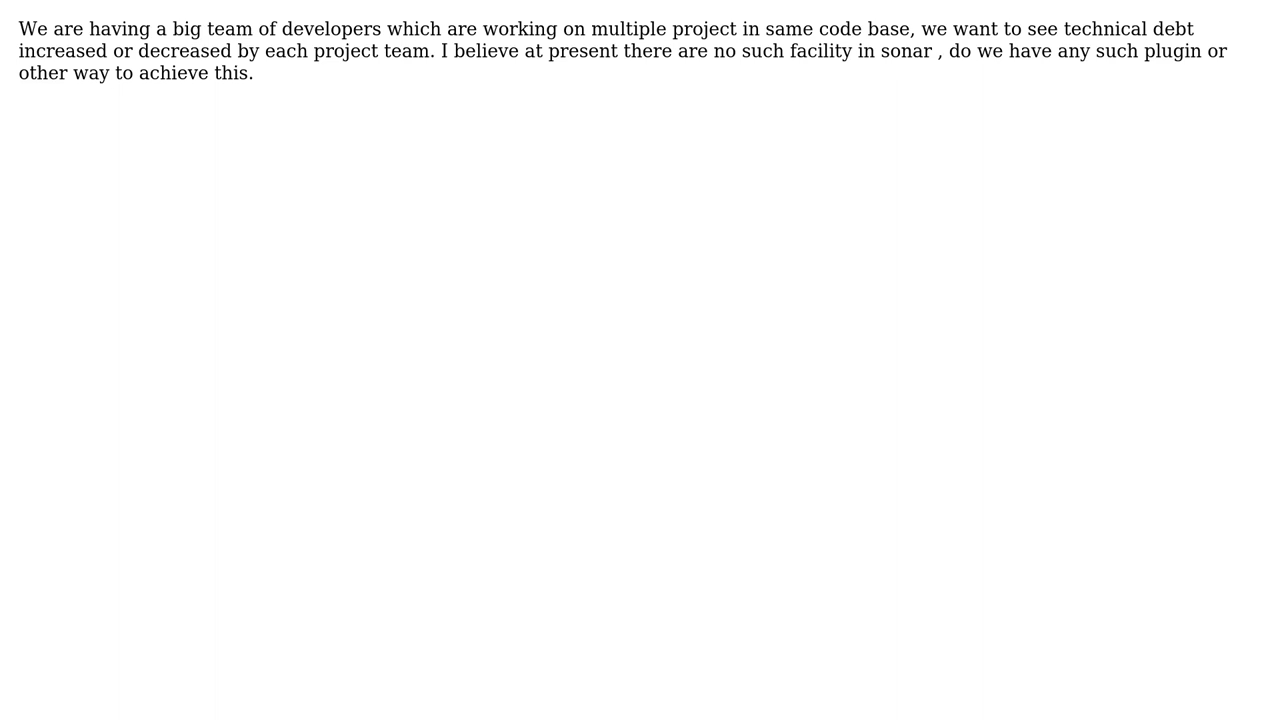 We are having a big team of developers which are working on multiple project in same code base, we want to see technical debt
increased or decreased by each project team. I believe at present there are no such facility in sonar , do we have any such plugin or
other way to achieve this.